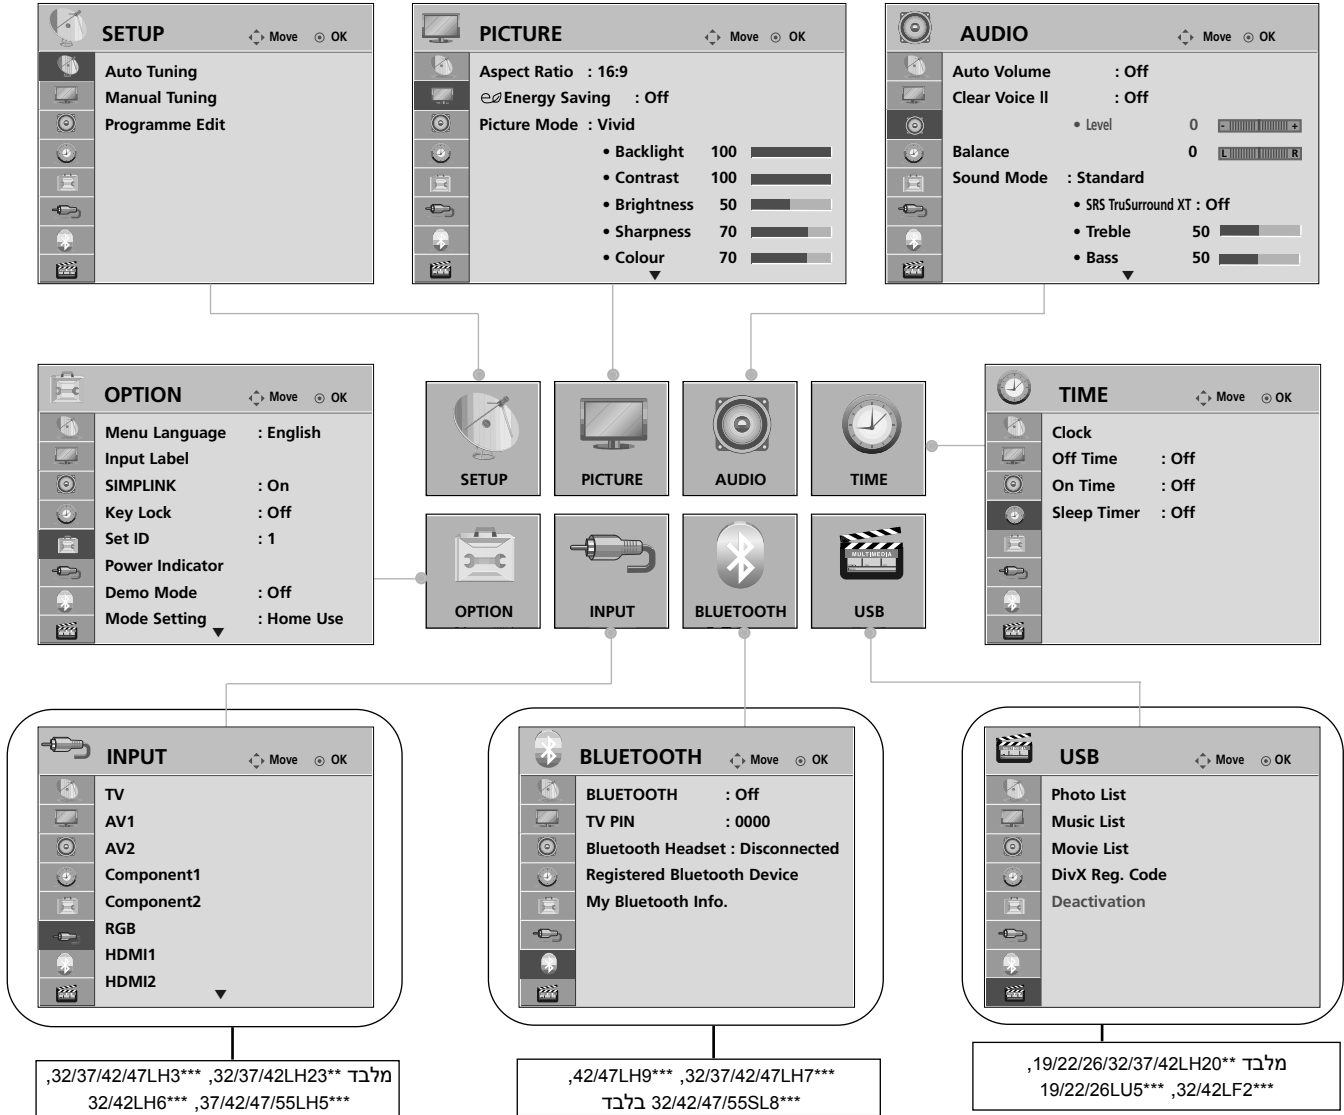 SETUP Move OK
Auto Tuning
Manual Tuning
Programme Edit
PICTURE Move OK
Aspect Ratio : 16:9
Energy Saving : Off
Picture Mode : Vivid
• Backlight 100
• Contrast 100
• Brightness 50
• Sharpness 70
• Colour 70
AUDIO Move OK
Auto Volume : Off
Clear Voice ll : Off
• Level 0 - +
Balance 0 L R
Sound Mode : Standard
• SRS TruSurround XT : Off
• Treble 50
• Bass 50
OPTION Move OK
Menu Language : English
Input Label
SIMPLINK : On
Key Lock : Off
Set ID : 1
Power Indicator
Demo Mode : Off
Mode Setting : Home Use
SETUP
PICTURE
AUDIO
TIME
OPTION
INPUT
BLUETOOTH
MULTIMEDIA
USB
TIME Move OK
Clock
Off Time : Off
On Time : Off
Sleep Timer : Off
INPUT Move OK
TV
AV1
AV2
Component1
Component2
RGB
HDMI1
HDMI2
BLUETOOTH Move OK
BLUETOOTH : Off
TV PIN : 0000
Bluetooth Headset : Disconnected
Registered Bluetooth Device
My Bluetooth Info.
USB Move OK
Photo List
Music List
Movie List
DivX Reg. Code
Deactivation
מלבד 32/37/42LH23**, 32/37/42/47LH3***,
37/42/47/55LH5***, 32/42LH6***
32/37/42/47LH7***, 42/47LH9***,
32/42/47/55SL8*** בלבד
מלבד 19/22/26/32/37/42LH20**,
32/42LF2***, 19/22/26LU5***